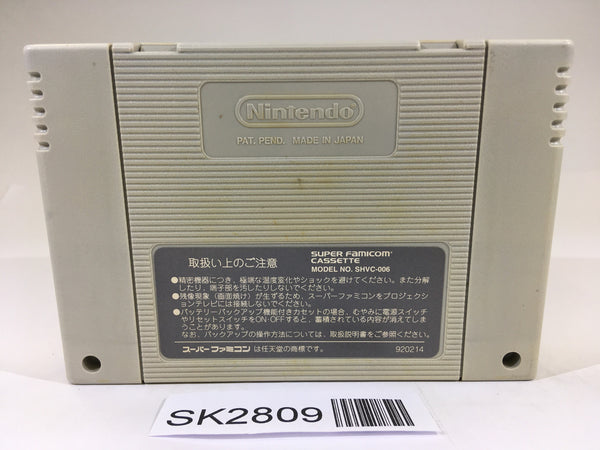 Nintendo
PAT. PEND. MADE IN JAPAN
取扱い上のご注意
SUPER FAMICOM
CASSETTE
MODEL NO. SHVC-006
●精密機器につき、極端な温度変化やショックを避けてください。また分解
したり、端子部を汚したりしないでください。
●残像現象（画面焼け）が生ずるため、スーパーファミコンをプロジェクシ
ョンテレビには接続しないでください。
●バッテリーバックアップ機能付きカセットの場合、むやみに電源スイッチ
やリセットスイッチをON·OFFすると、蓄積されている内容が消えてしま
うことがあります。
なお、バックアップの操作方法については、取扱説明書をご参照ください。
スーパーファミコン は任天堂の商標です。
920214
SK2809